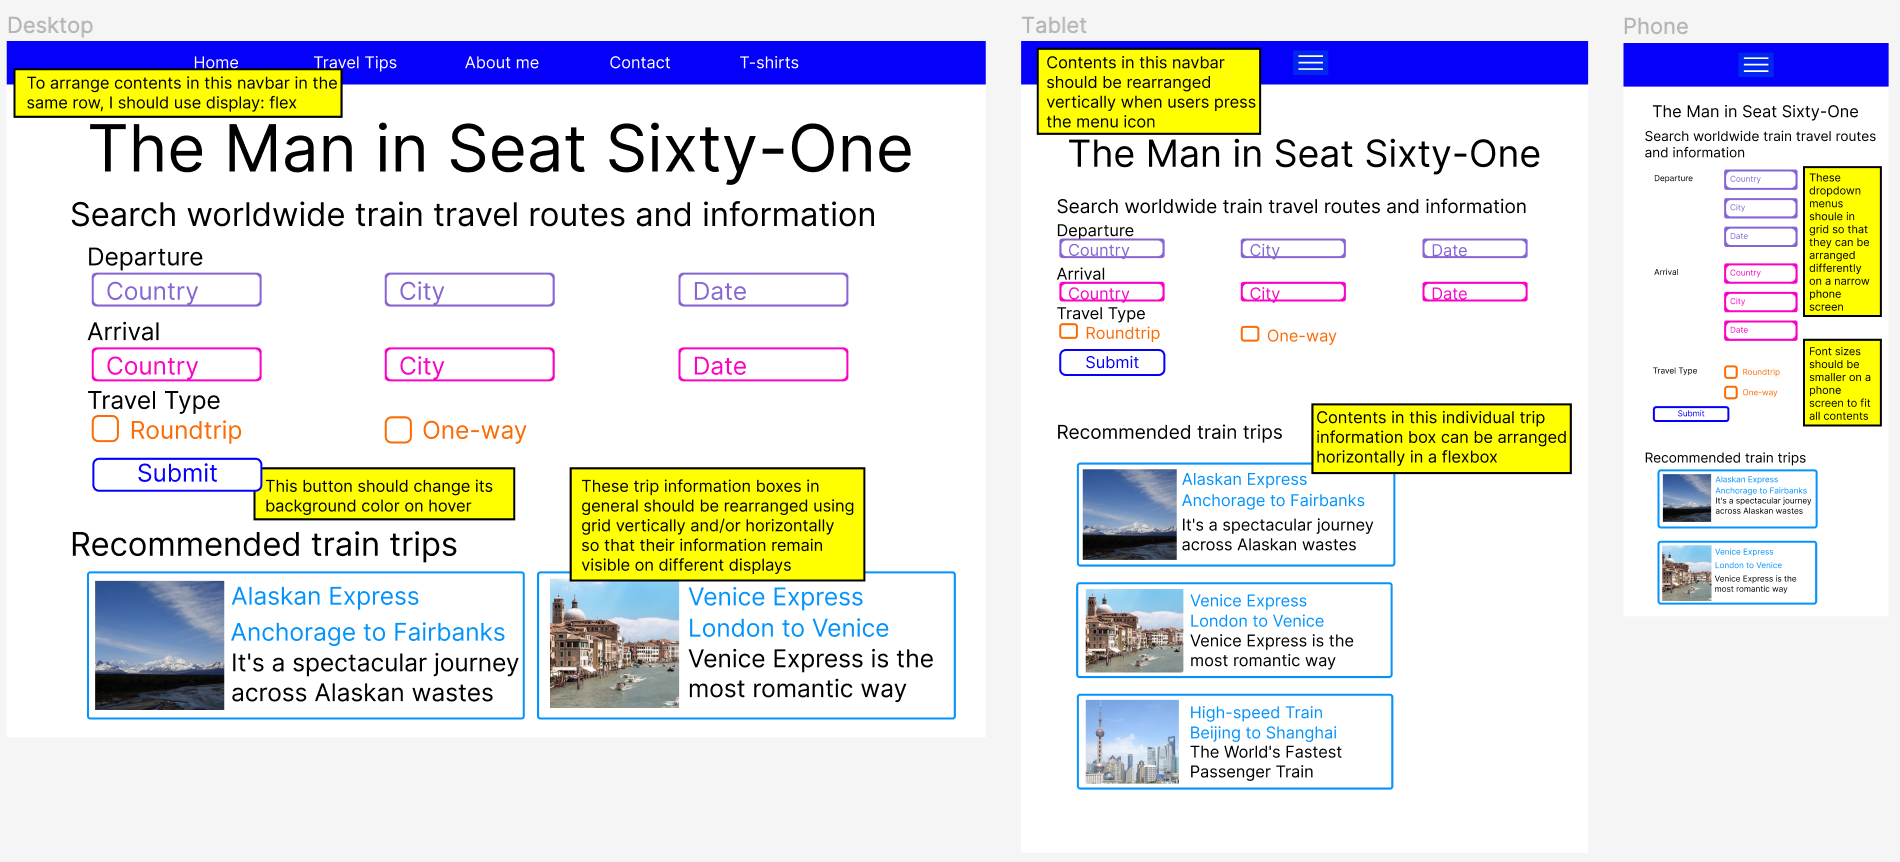 Desktop
Home Travel Tips About me Contact T-shirts
To arrange contents in this navbar in the
same row, I should use display: flex
The Man in Seat Sixty-One
Search worldwide train travel routes and information
Departure
Country City Date
Arrival
Country City Date
Travel Type
Roundtrip One-way
Submit
This button should change its
background color on hover
These trip information boxes in
general should be rearranged using
grid vertically and/or horizontally
so that their information remain
visible on different displays
Recommended train trips
Alaskan Express
Anchorage to Fairbanks
It's a spectacular journey
across Alaskan wastes
Venice Express
London to Venice
Venice Express is the
most romantic way
Tablet
Contents in this navbar
should be rearranged
vertically when users press
the menu icon
The Man in Seat Sixty-One
Search worldwide train travel routes and information
Departure
Country City Date
Arrival
Country City Date
Travel Type
Roundtrip One-way
Submit
Contents in this individual trip
information box can be arranged
horizontally in a flexbox
Recommended train trips
Alaskan Express
Anchorage to Fairbanks
It's a spectacular journey
across Alaskan wastes
Venice Express
London to Venice
Venice Express is the
most romantic way
High-speed Train
Beijing to Shanghai
The World's Fastest
Passenger Train
Phone
The Man in Seat Sixty-One
Search worldwide train travel routes
and information
Departure
Country
City
Date
Arrival
Country
City
Date
These
dropdown
menus
shoule in
grid so that
they can be
arranged
differently
on a narrow
phone
screen
Font sizes
should be
smaller on a
phone
screen to fit
all contents
Travel Type
Roundtrip
One-way
Submit
Recommended train trips
Alaskan Express
Anchorage to Fairbanks
It's a spectacular journey
across Alaskan wastes
Venice Express
London to Venice
Venice Express is the
most romantic way